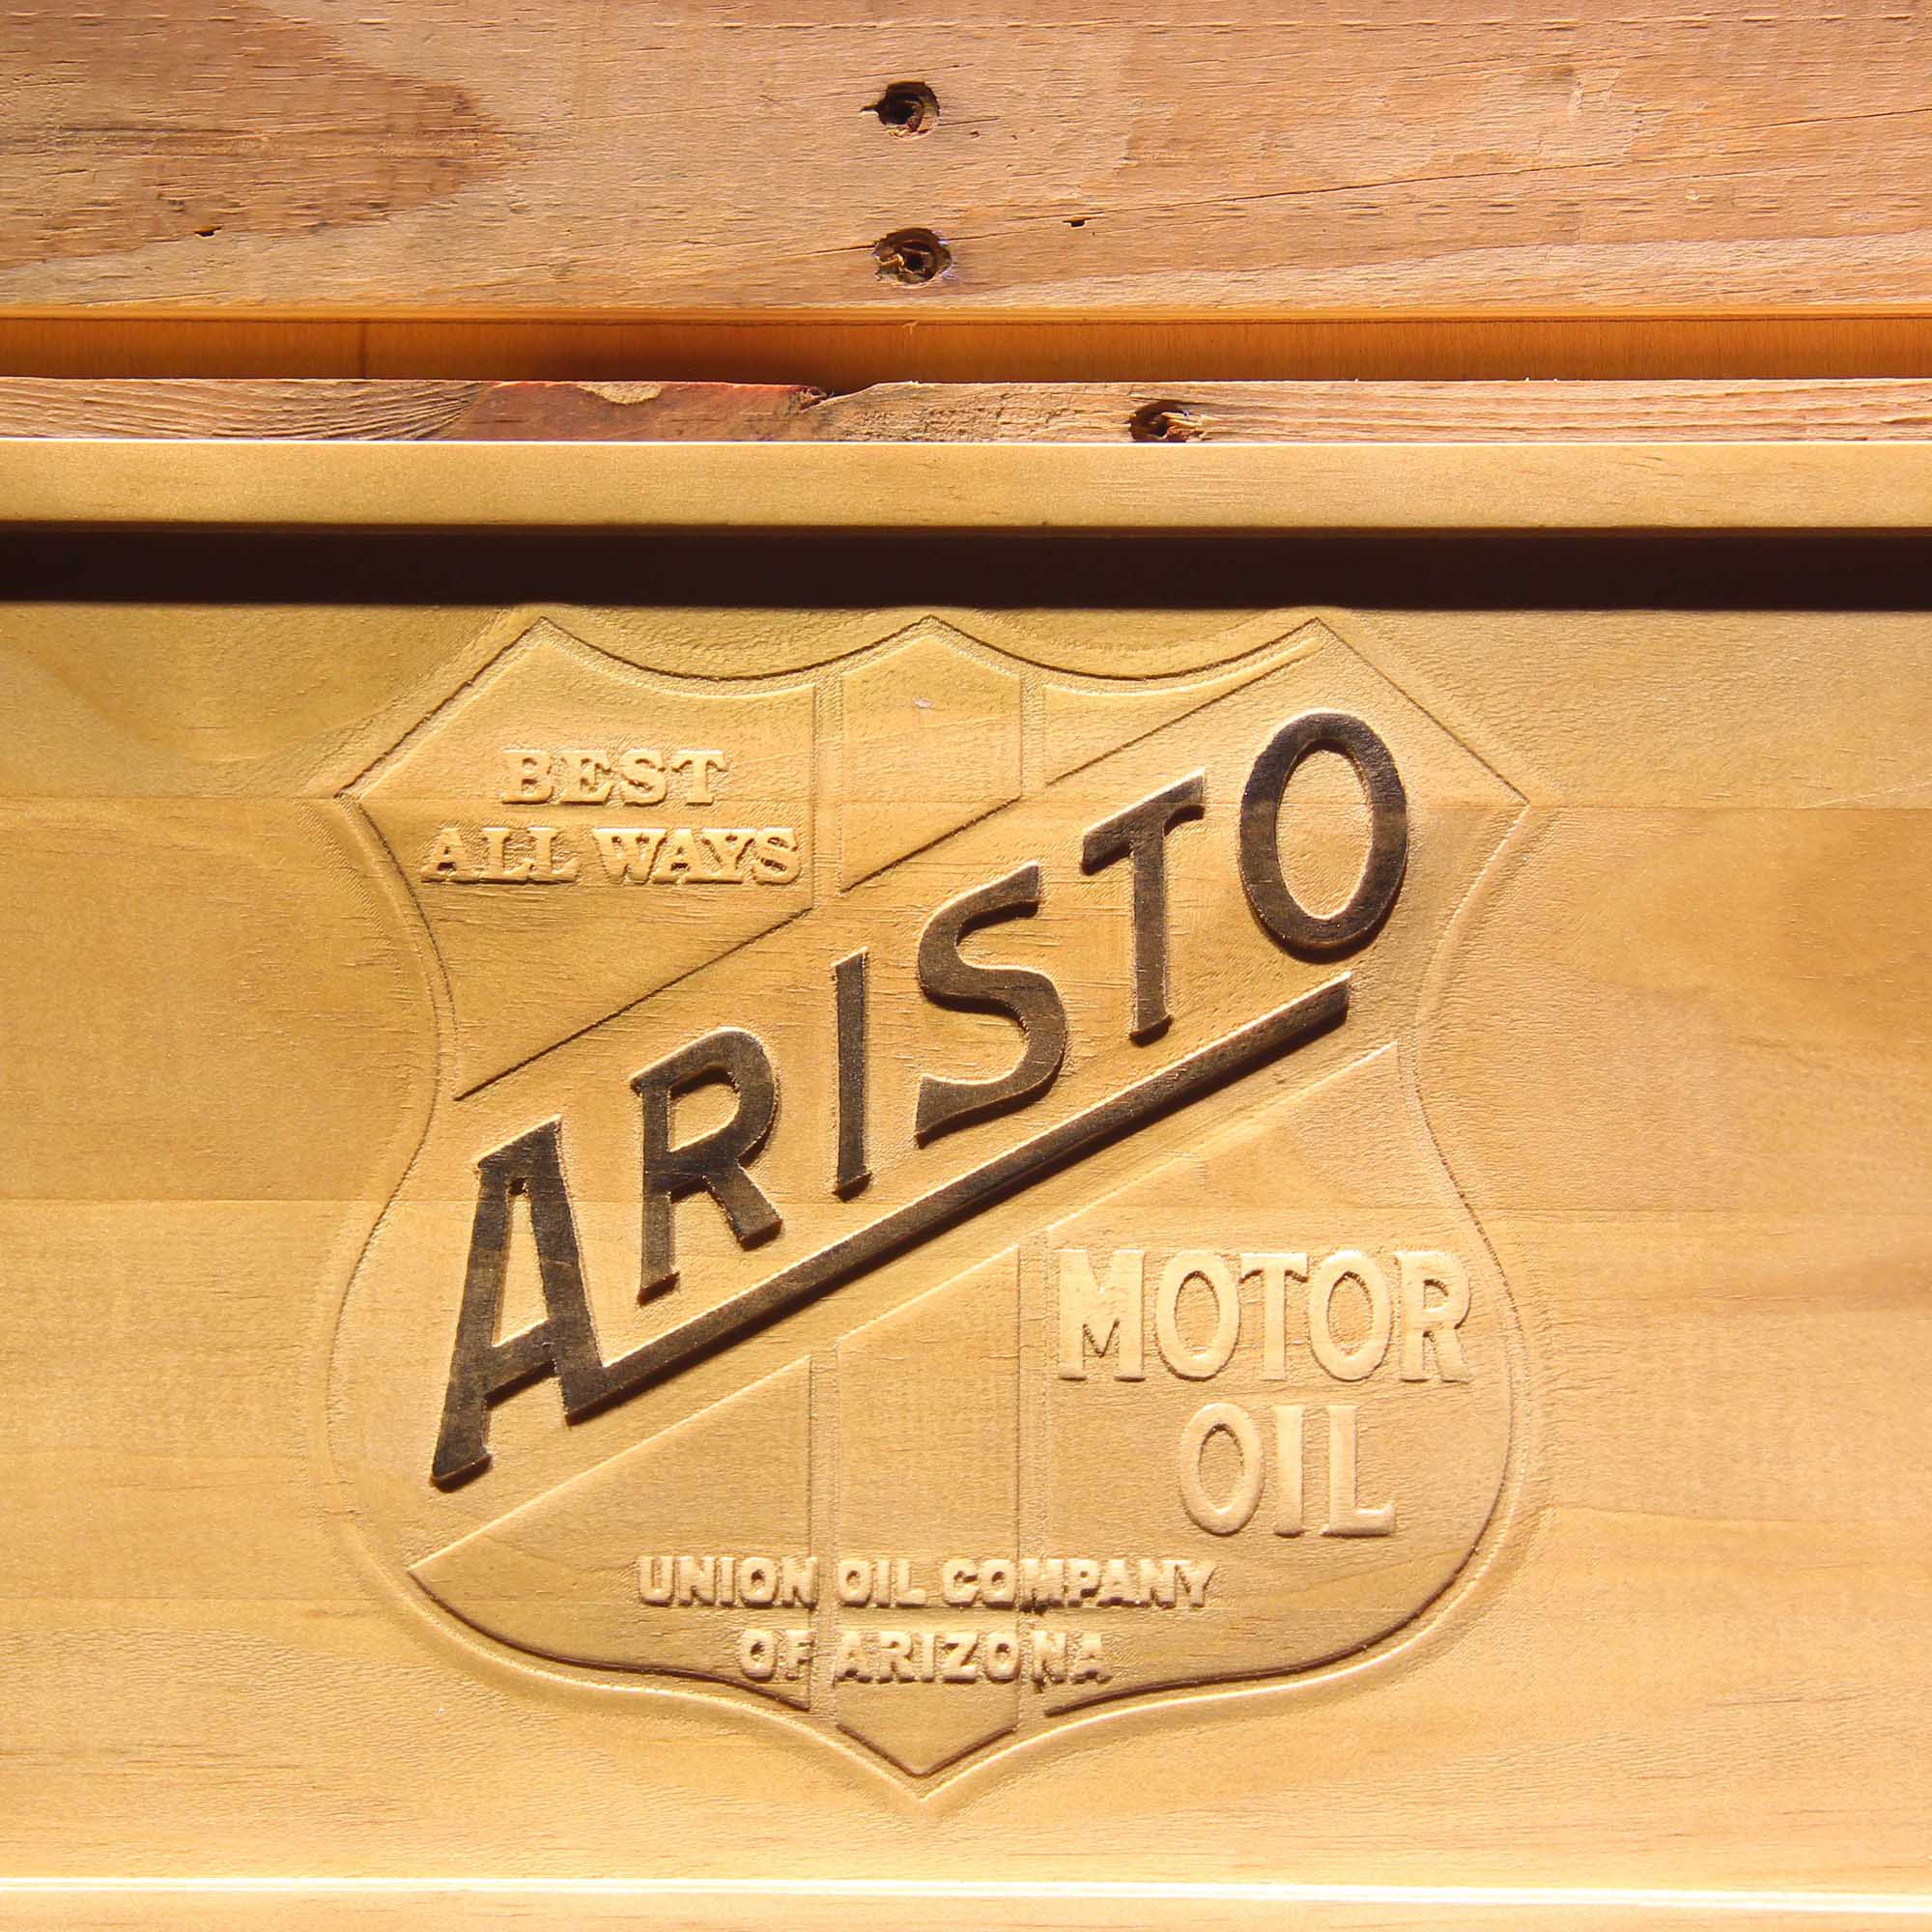 BEST
ALL WAYS
ARISTO
MOTOR
OIL
UNION OIL COMPANY
OF ARIZONA